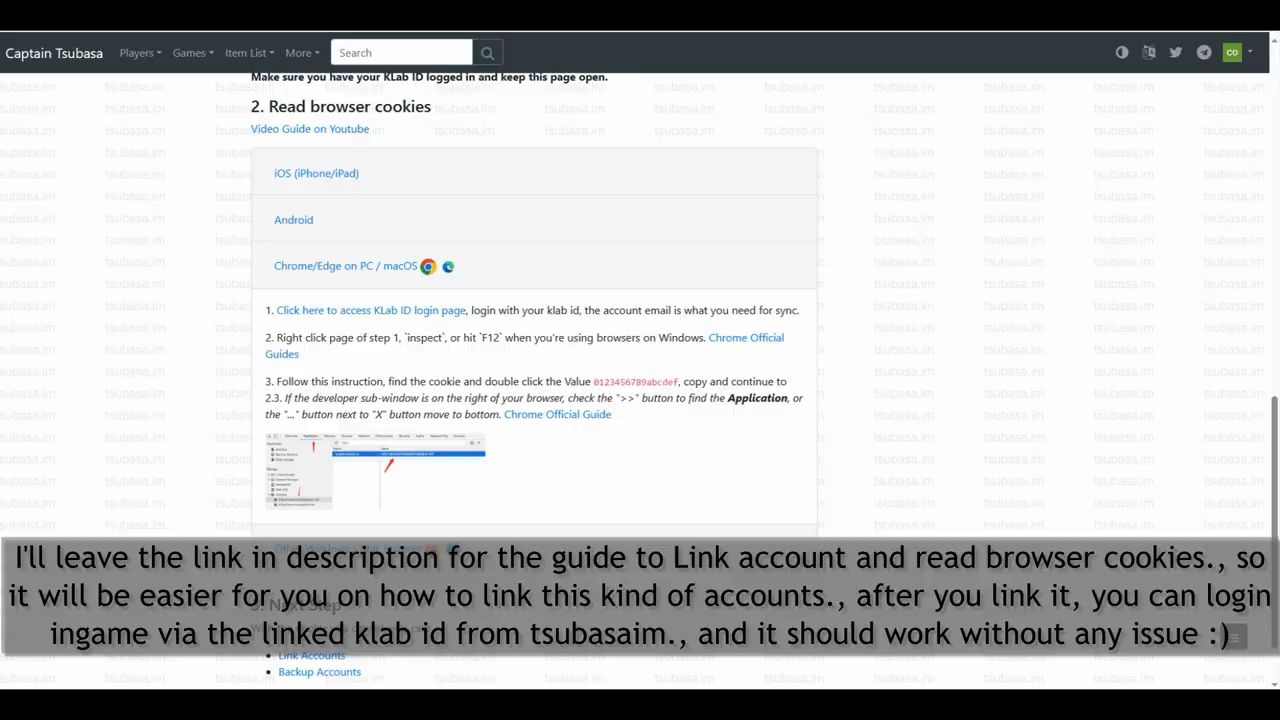 Captain Tsubasa Players Games Item List More Search CO
Make sure you have your KLab ID logged in and keep this page open.
2. Read browser cookies
Video Guide on Youtube
iOS (iPhone/iPad)
Android
Chrome/Edge on PC / macOS
1. Click here to access KLab ID login page, login with your klab id, the account email is what you need for sync.
2. Right click page of step 1, `inspect`, or hit `F12` when you're using browsers on Windows. Chrome Official
Guides
3. Follow this instruction, find the cookie and double click the Value 0123456789abcdef, copy and continue to
2.3. If the developer sub-window is on the right of your browser, check the ">>" button to find the Application, or
the "..." button next to "X" button move to bottom. Chrome Official Guide
I'll leave the link in description for the guide to Link account and read browser cookies., so
it will be easier for you on how to link this kind of accounts., after you link it, you can login
3. Next Step
ingame via the linked klab id from tsubasaim., and it should work without any issue :)
Link Accounts
Backup Accounts
tsubasa.im